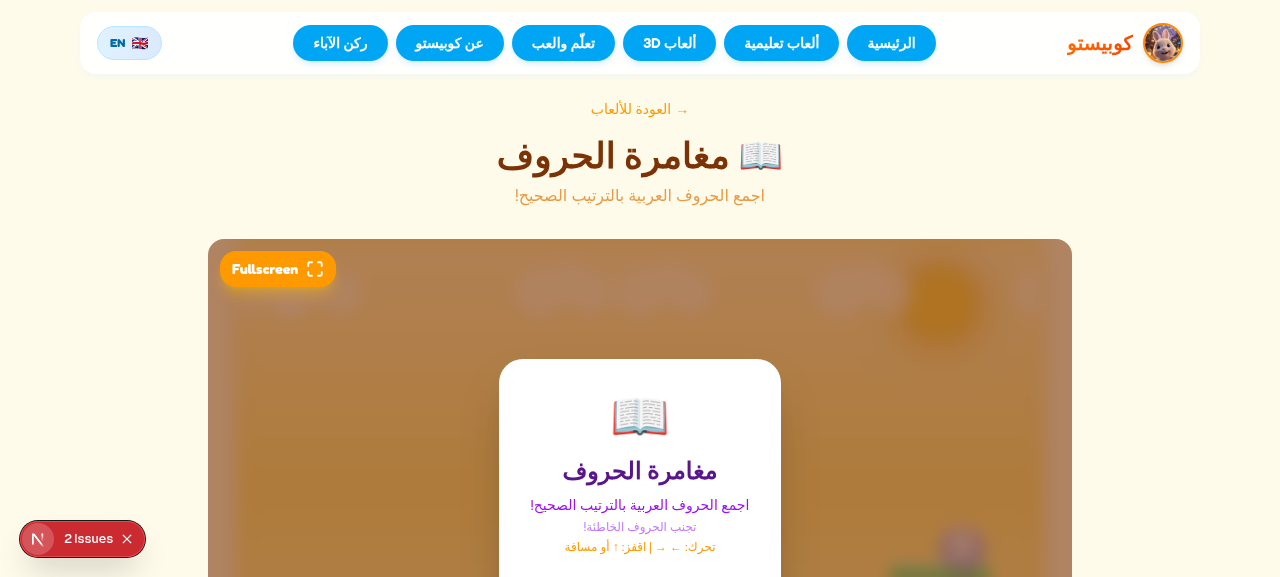 كوبيستو
الرئيسية
ألعاب تعليمية
ألعاب 3D
تعلّم والعب
عن كوبيستو
ركن الآباء
EN 🇬🇧
→ العودة للألعاب
📖 مغامرة الحروف
اجمع الحروف العربية بالترتيب الصحيح!
Fullscreen
مغامرة الحروف
اجمع الحروف العربية بالترتيب الصحيح!
تجنب الحروف الخاطئة!
تحرك: ← → | اقفز: ↑ أو مسافة
N 2 Issues